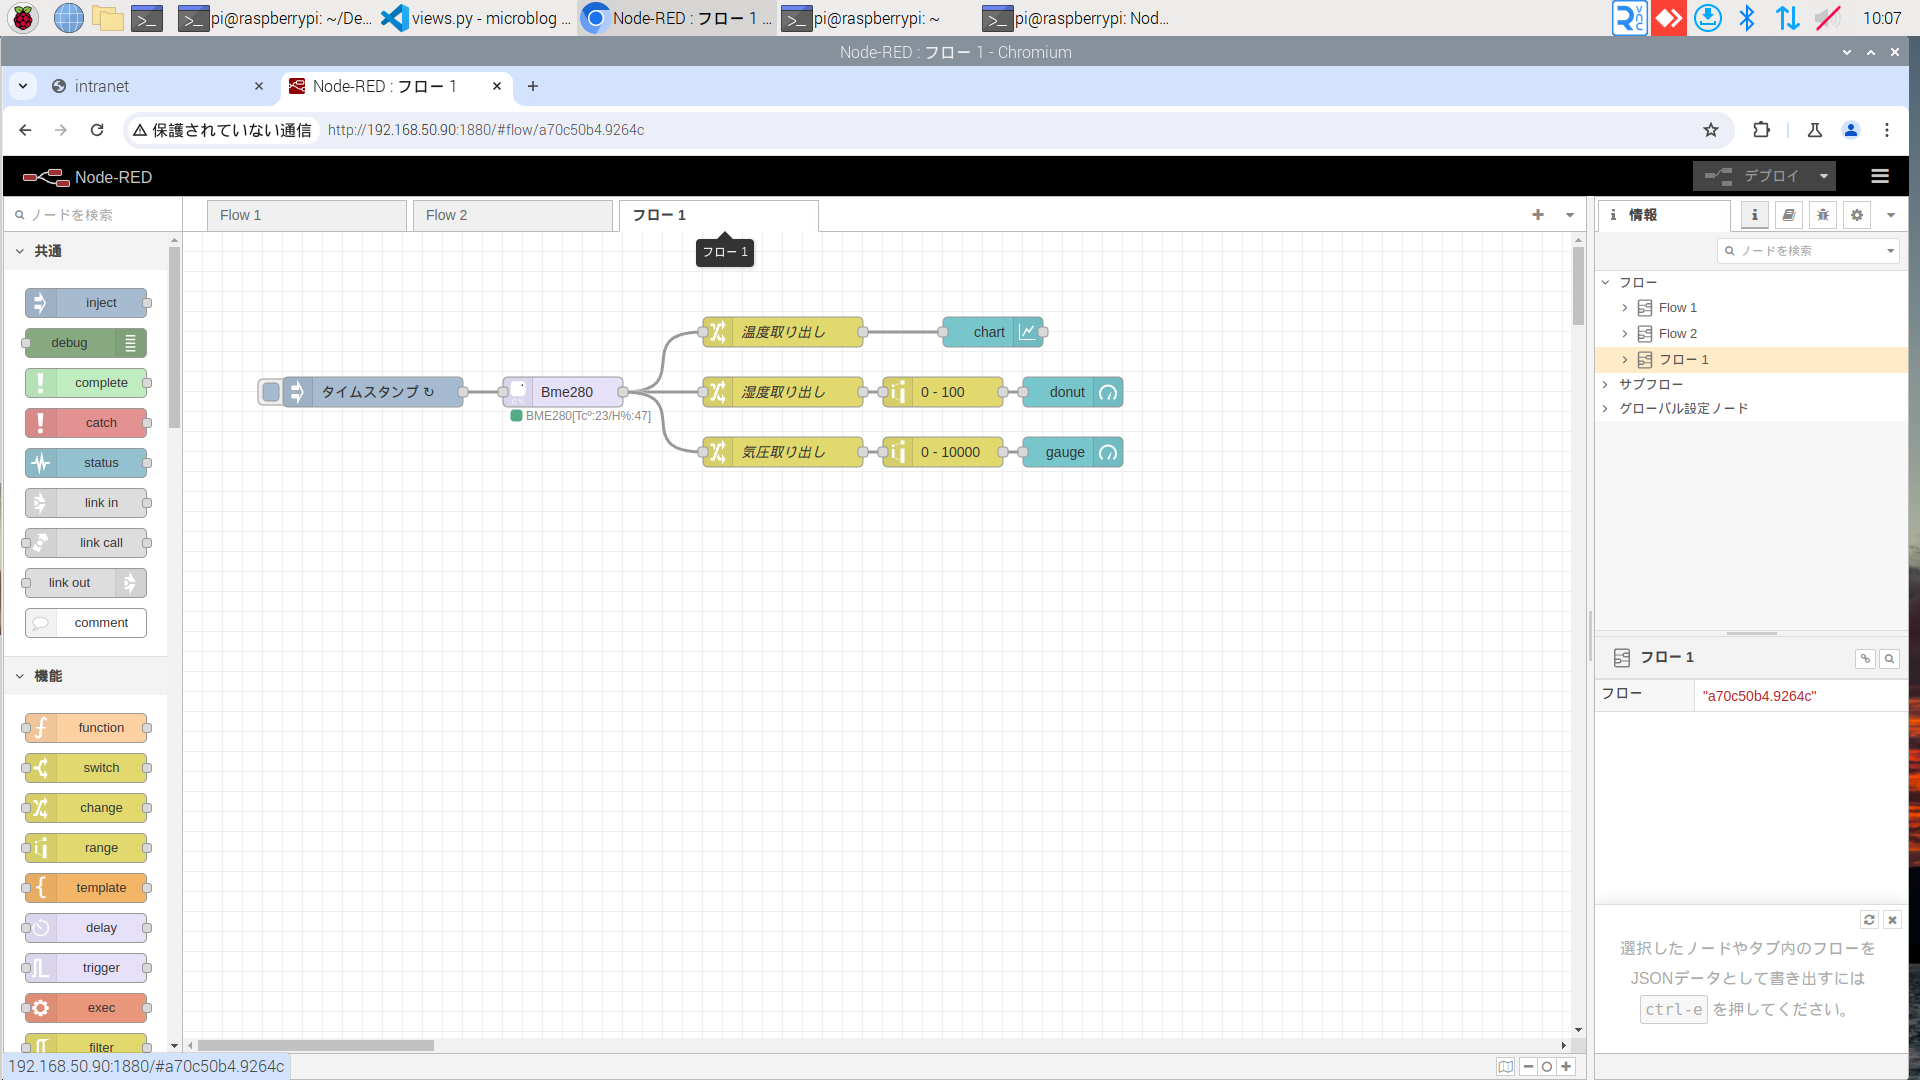 pi@raspberrypi: ~/De...
views.py - microblog ...
Node-RED : フロー 1 ...
pi@raspberrypi: ~
pi@raspberrypi: Nod...
10:07
Node-RED : フロー 1 - Chromium
intranet
Node-RED : フロー 1
保護されていない通信
http://192.168.50.90:1880/#flow/a70c50b4.9264c
Node-RED
デプロイ
ノードを検索
Flow 1
Flow 2
フロー 1
情報
フロー 1
ノードを検索
共通
inject
debug
complete
catch
status
link in
link call
link out
comment
機能
function
switch
change
range
template
delay
trigger
exec
filter
タイムスタンプ ↻
Bme280
BME280[Tcº:23/H%:47]
温度取り出し
chart
湿度取り出し
0 - 100
donut
気圧取り出し
0 - 10000
gauge
フロー
Flow 1
Flow 2
フロー 1
サブフロー
グローバル設定ノード
フロー 1
フロー
"a70c50b4.9264c"
選択したノードやタブ内のフローを
JSONデータとして書き出すには
ctrl-e を押してください。
192.168.50.90:1880/#a70c50b4.9264c